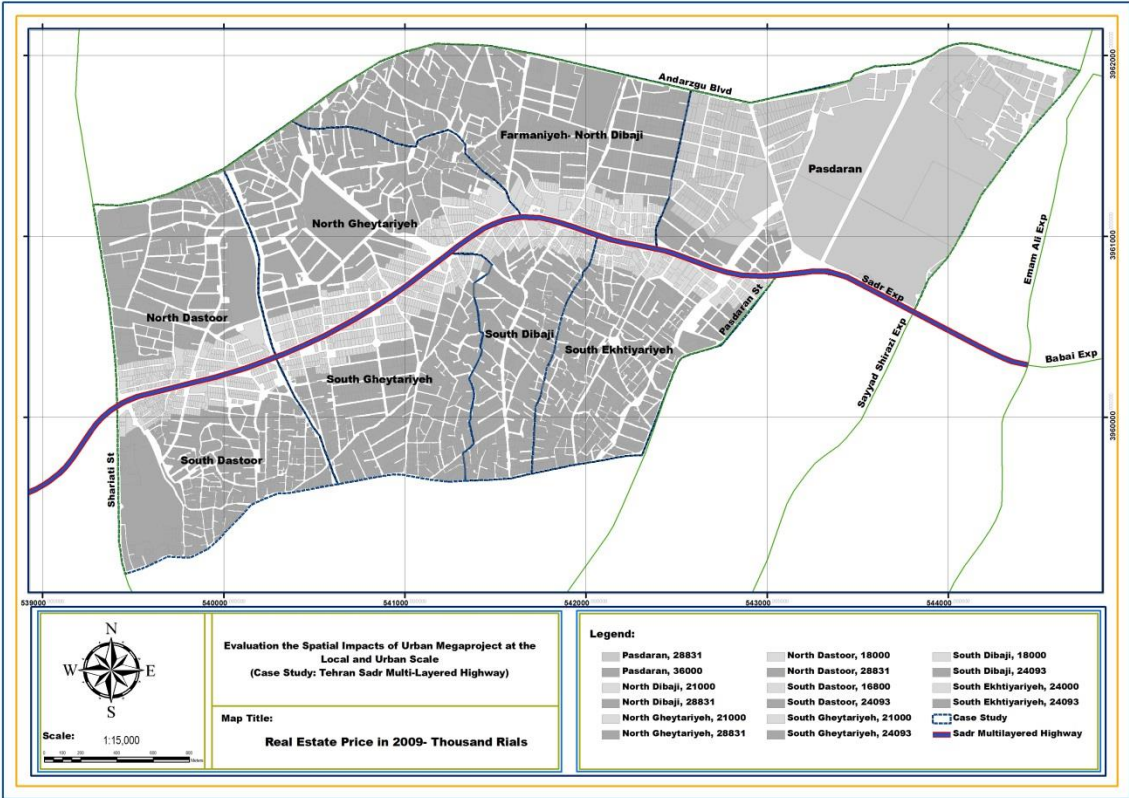 Andarzgu Blvd
Farmaniyeh- North Dibaji
Pasdaran
North Gheytariyeh
Emam Ali Exp
Sadr Exp
Pasdaran St
North Dastoor
South Dibaji
South Ekhtiyariyeh
Sayyad Shirazi Exp
Babai Exp
South Gheytariyeh
South Dastoor
Shariati St
3962000
3961000
3960000
539000 540000 541000 542000 543000 544000
N
W E
S
Scale: 1:15,000
Evaluation the Spatial Impacts of Urban Megaproject at the
Local and Urban Scale
(Case Study: Tehran Sadr Multi-Layered Highway)
Map Title:
Real Estate Price in 2009- Thousand Rials
Legend:
Pasdaran, 28831
Pasdaran, 36000
North Dibaji, 21000
North Dibaji, 28831
North Gheytariyeh, 21000
North Gheytariyeh, 28831
North Dastoor, 18000
North Dastoor, 28831
South Dastoor, 16800
South Dastoor, 24093
South Gheytariyeh, 21000
South Gheytariyeh, 24093
South Dibaji, 18000
South Dibaji, 24093
South Ekhtiyariyeh, 24000
South Ekhtiyariyeh, 24093
Case Study
Sadr Multilayered Highway